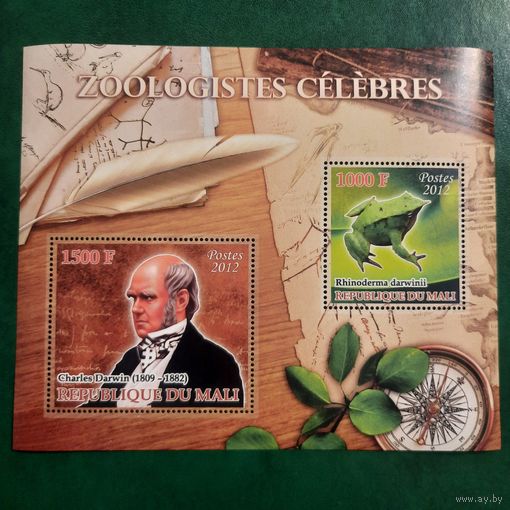 ZOOLOGISTES CÉLÈBRES
1000 F
Postes
2012
Rhinoderma darwinii
REPUBLIQUE DU MALI
1500 F
Postes
2012
Charles Darwin (1809 - 1882)
REPUBLIQUE DU MALI
www.ay.by